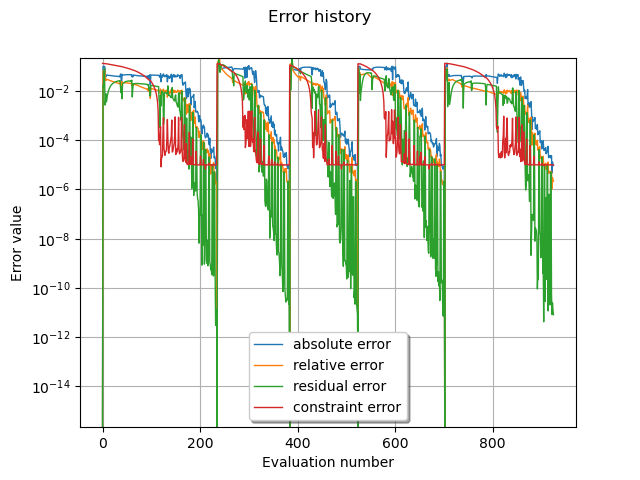 Error history
Error value
10⁻²
10⁻⁴
10⁻⁶
10⁻⁸
10⁻¹⁰
10⁻¹²
10⁻¹⁴
absolute error
relative error
residual error
constraint error
0 200 400 600 800
Evaluation number